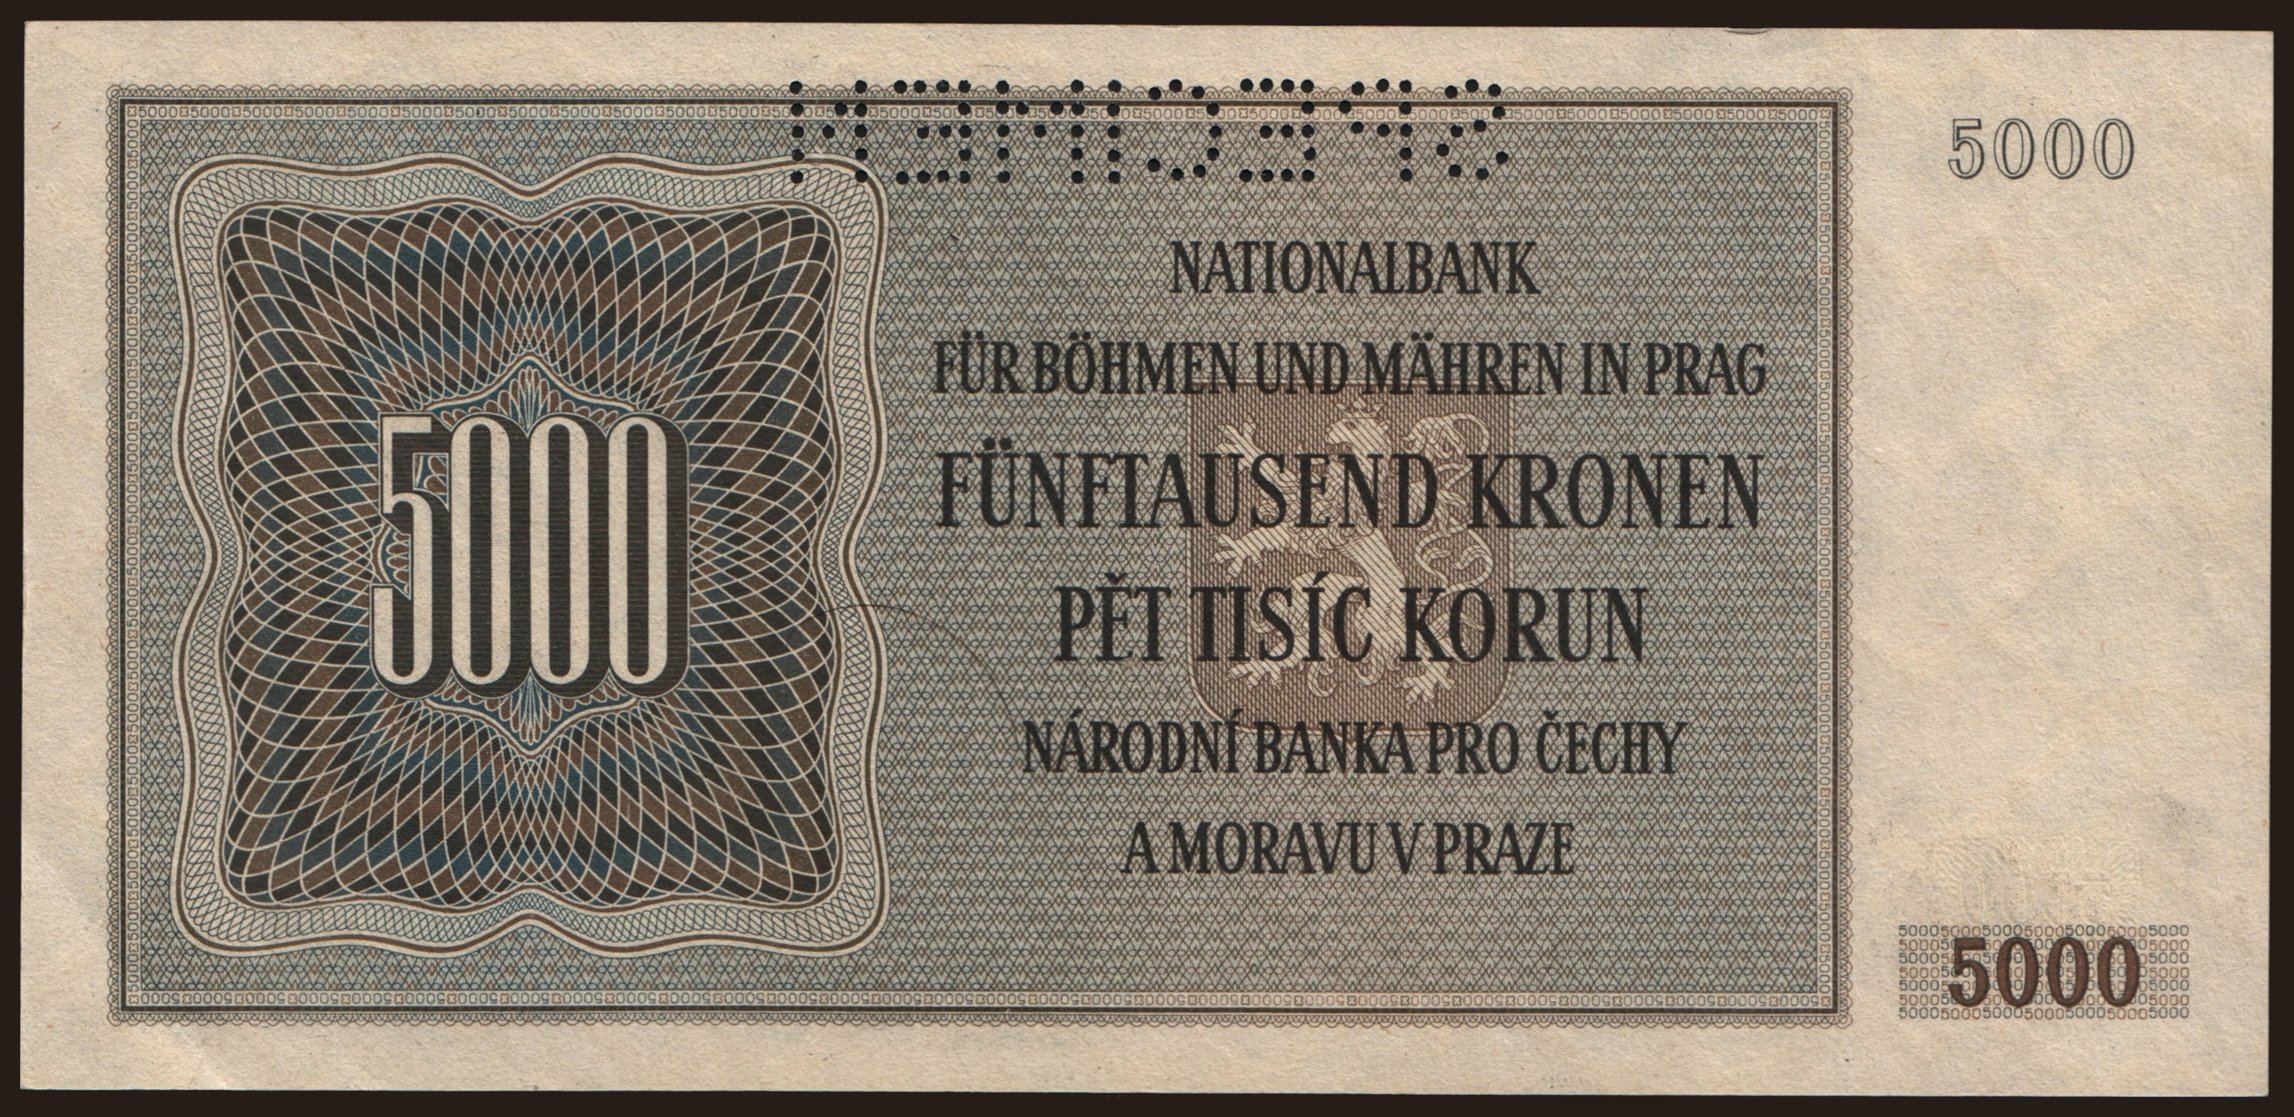 SPECIMEN
5000
NATIONALBANK
FÜR BÖHMEN UND MÄHREN IN PRAG
FÜNFTAUSEND KRONEN
5000
PĚT TISÍC KORUN
NÁRODNÍ BANKA PRO ČECHY
A MORAVU V PRAZE
5000